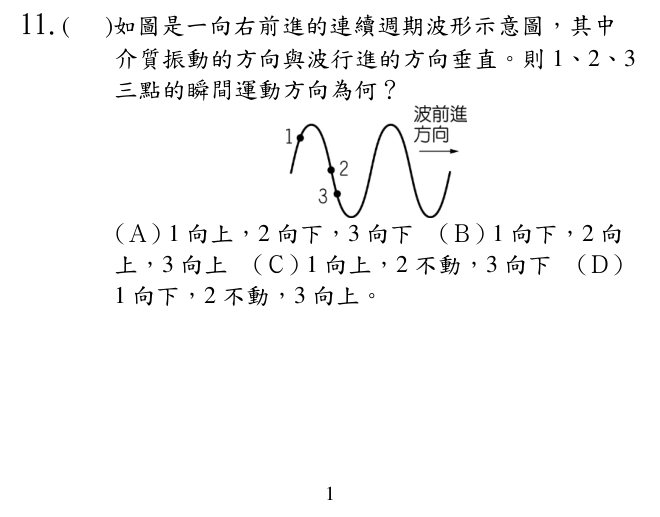 11.(　　)如圖是一向右前進的連續週期波形示意圖，其中
介質振動的方向與波行進的方向垂直。則 1、2、3
三點的瞬間運動方向為何？
波前進
方向
1
2
3
（A）1 向上，2 向下，3 向下　（B）1 向下，2 向
上，3 向上　（C）1 向上，2 不動，3 向下　（D）
1 向下，2 不動，3 向上。
1